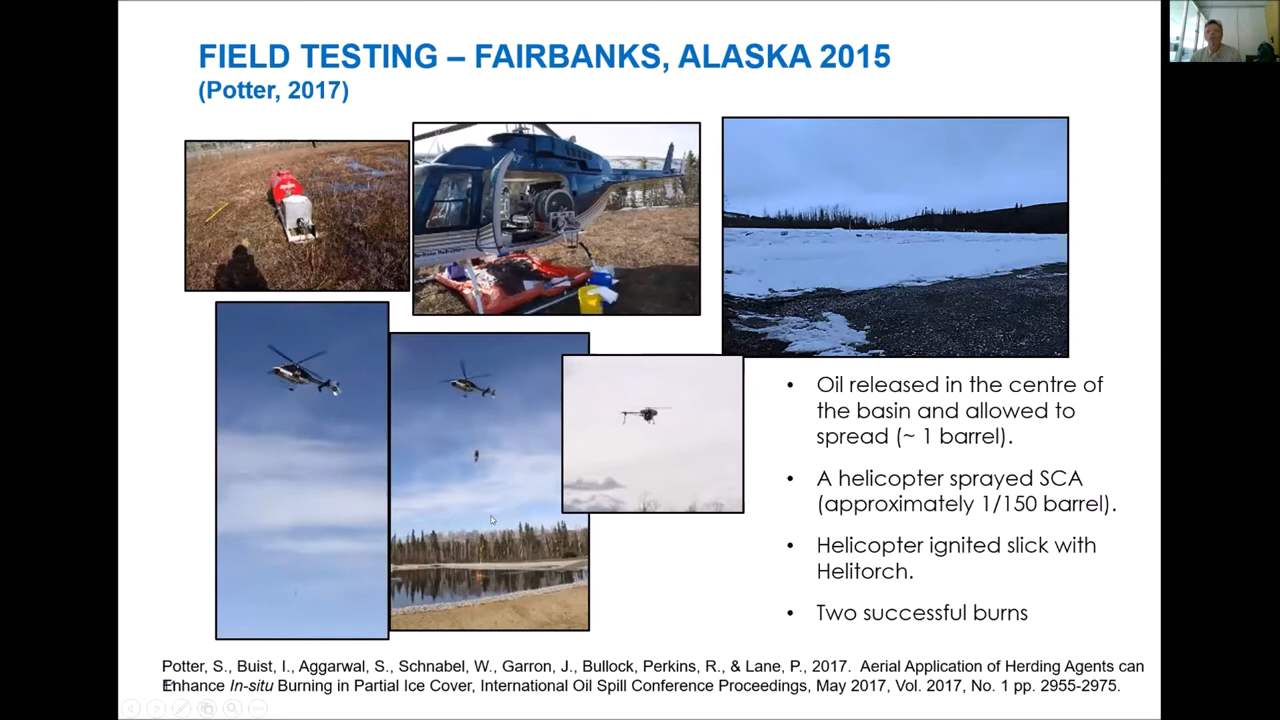 FIELD TESTING – FAIRBANKS, ALASKA 2015
(Potter, 2017)
• Oil released in the centre of
the basin and allowed to
spread (~ 1 barrel).
• A helicopter sprayed SCA
(approximately 1/150 barrel).
• Helicopter ignited slick with
Helitorch.
• Two successful burns
Potter, S., Buist, I., Aggarwal, S., Schnabel, W., Garron, J., Bullock, Perkins, R., & Lane, P., 2017. Aerial Application of Herding Agents can
Enhance In-situ Burning in Partial Ice Cover, International Oil Spill Conference Proceedings, May 2017, Vol. 2017, No. 1 pp. 2955-2975.